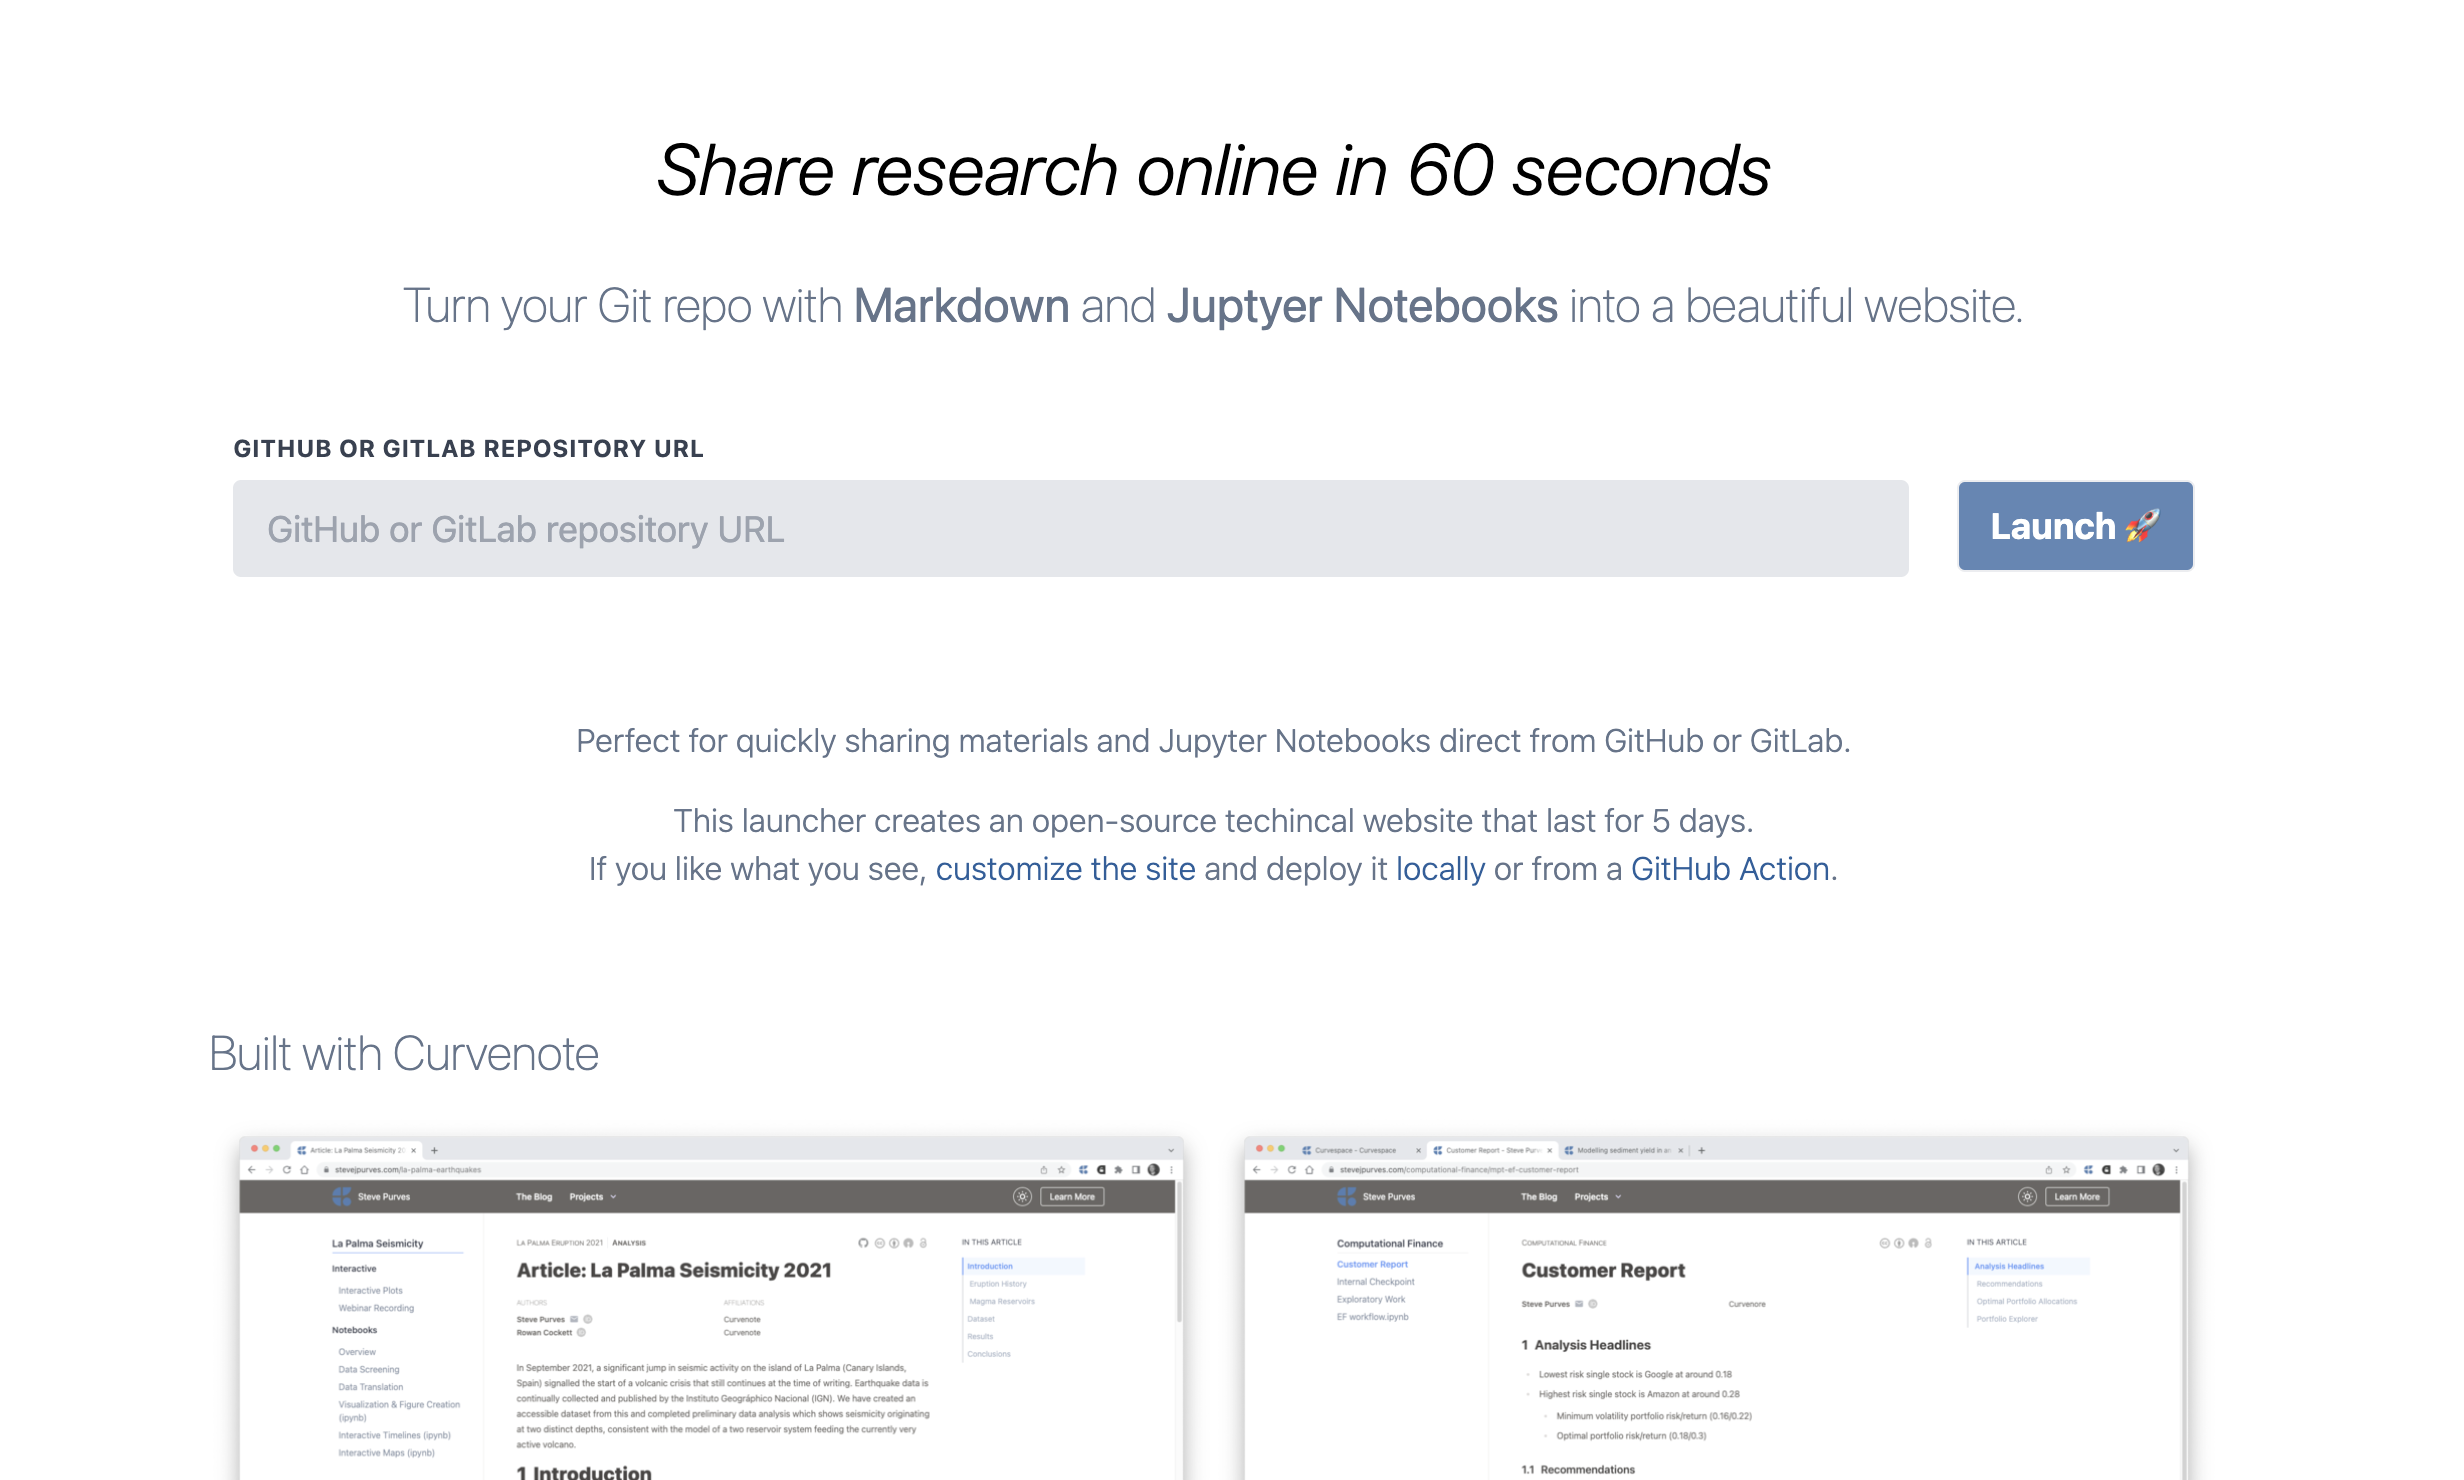 Share research online in 60 seconds
Turn your Git repo with Markdown and Juptyer Notebooks into a beautiful website.
GITHUB OR GITLAB REPOSITORY URL
GitHub or GitLab repository URL
Launch 🚀
Perfect for quickly sharing materials and Jupyter Notebooks direct from GitHub or GitLab.
This launcher creates an open-source techincal website that last for 5 days.
If you like what you see, customize the site and deploy it locally or from a GitHub Action.
Built with Curvenote
Article: La Palma Seismicity 20
stevejpurves.com/la-palma-earthquakes
Steve Purves
The Blog
Projects
Learn More
La Palma Seismicity
Interactive
Interactive Plots
Webinar Recording
Notebooks
Overview
Data Screening
Data Translation
Visualization & Figure Creation
(ipynb)
Interactive Timelines (ipynb)
Interactive Maps (ipynb)
LA PALMA ERUPTION 2021 ANALYSIS
Article: La Palma Seismicity 2021
AUTHORS
AFFILIATIONS
Steve Purves
Curvenote
Rowan Cockett
Curvenote
In September 2021, a significant jump in seismic activity on the island of La Palma (Canary Islands,
Spain) signalled the start of a volcanic crisis that still continues at the time of writing. Earthquake data is
continually collected and published by the Instituto Geográphico Nacional (IGN). We have created an
accessible dataset from this and completed preliminary data analysis which shows seismicity originating
at two distinct depths, consistent with the model of a two reservoir system feeding the currently very
active volcano.
1 Introduction
IN THIS ARTICLE
Introduction
Eruption History
Magma Reservoirs
Dataset
Results
Conclusions
Curvespace - Curvespace
Customer Report - Steve Purv
Modelling sediment yield in an
stevejpurves.com/computational-finance/mpt-ef-customer-report
Steve Purves
The Blog
Projects
Learn More
Computational Finance
Customer Report
Internal Checkpoint
Exploratory Work
EF workflow.ipynb
COMPUTATIONAL FINANCE
Customer Report
Steve Purves
Curvenore
1 Analysis Headlines
Lowest risk single stock is Google at around 0.18
Highest risk single stock is Amazon at around 0.28
Minimum volatility portfolio risk/return (0.16/0.22)
Optimal portfolio risk/return (0.18/0.3)
1.1 Recommendations
IN THIS ARTICLE
Analysis Headlines
Recommendations
Optimal Portfolio Allocations
Portfolio Explorer